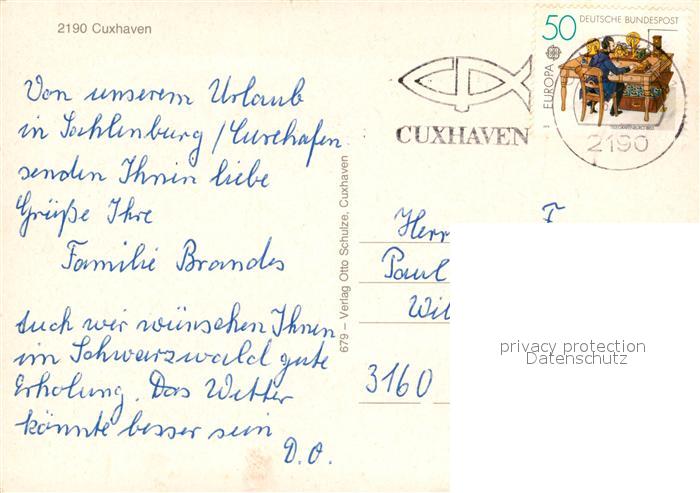 2190 Cuxhaven
Von unserem Urlaub
in Sahlenburg / Cuxehafen
senden Ihnen liebe
Grüße Ihre
Familie Brandes
Auch wir wünschen Ihnen
im Schwarzwald gute
Erholung. Das Wetter
könnte besser sein
D.O.
679 – Verlag Otto Schulze, Cuxhaven
CUXHAVEN
50 DEUTSCHE BUNDESPOST
EUROPA
2190
Herr F
Paul
Wil
3160
privacy protection
Datenschutz